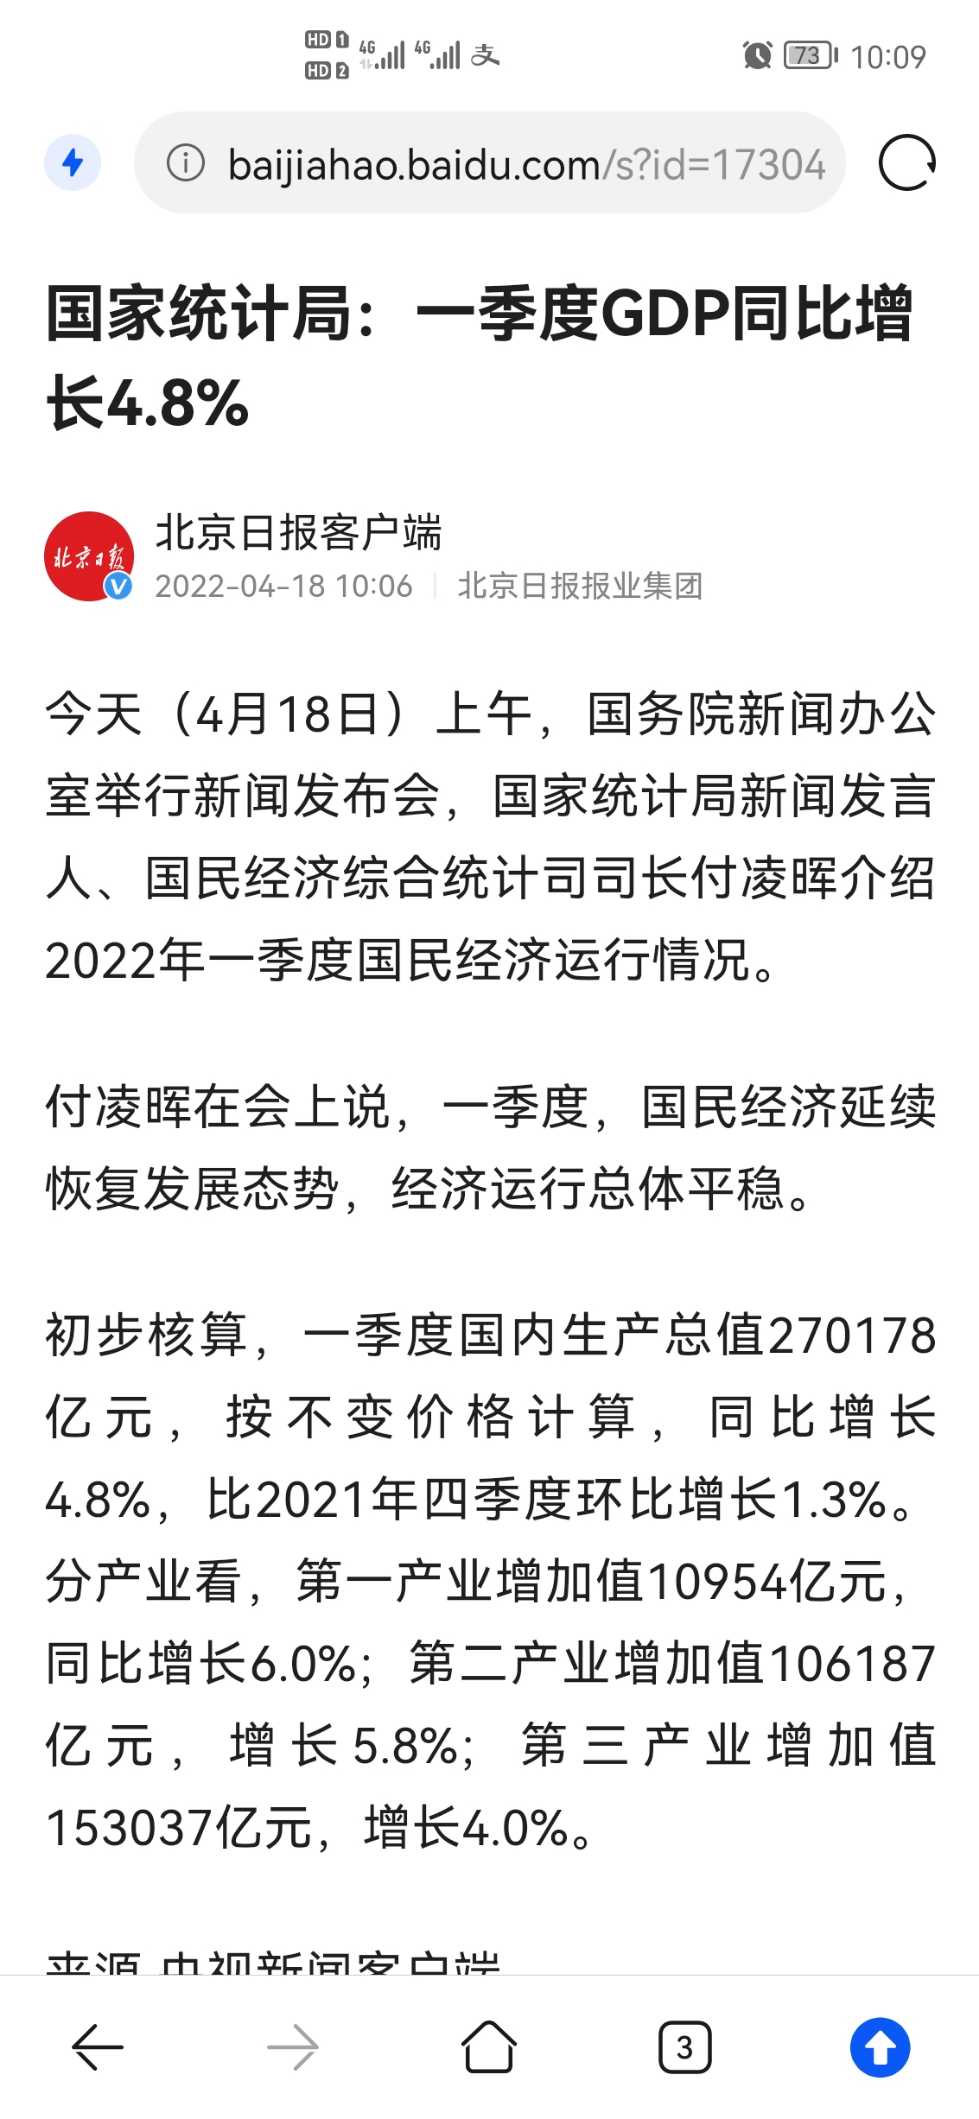 HD 1 4G 4G 支 73 10:09
HD 2
baijiahao.baidu.com/s?id=17304
国家统计局：一季度GDP同比增
长4.8%
北京日报
北京日报客户端
2022-04-18 10:06 北京日报报业集团
今天（4月18日）上午，国务院新闻办公
室举行新闻发布会，国家统计局新闻发言
人、国民经济综合统计司司长付凌晖介绍
2022年一季度国民经济运行情况。
付凌晖在会上说，一季度，国民经济延续
恢复发展态势，经济运行总体平稳。
初步核算，一季度国内生产总值270178
亿元，按不变价格计算，同比增长
4.8%，比2021年四季度环比增长1.3%。
分产业看，第一产业增加值10954亿元，
同比增长6.0%；第二产业增加值106187
亿元，增长5.8%；第三产业增加值
153037亿元，增长4.0%。
来源 央视新闻客户端
3